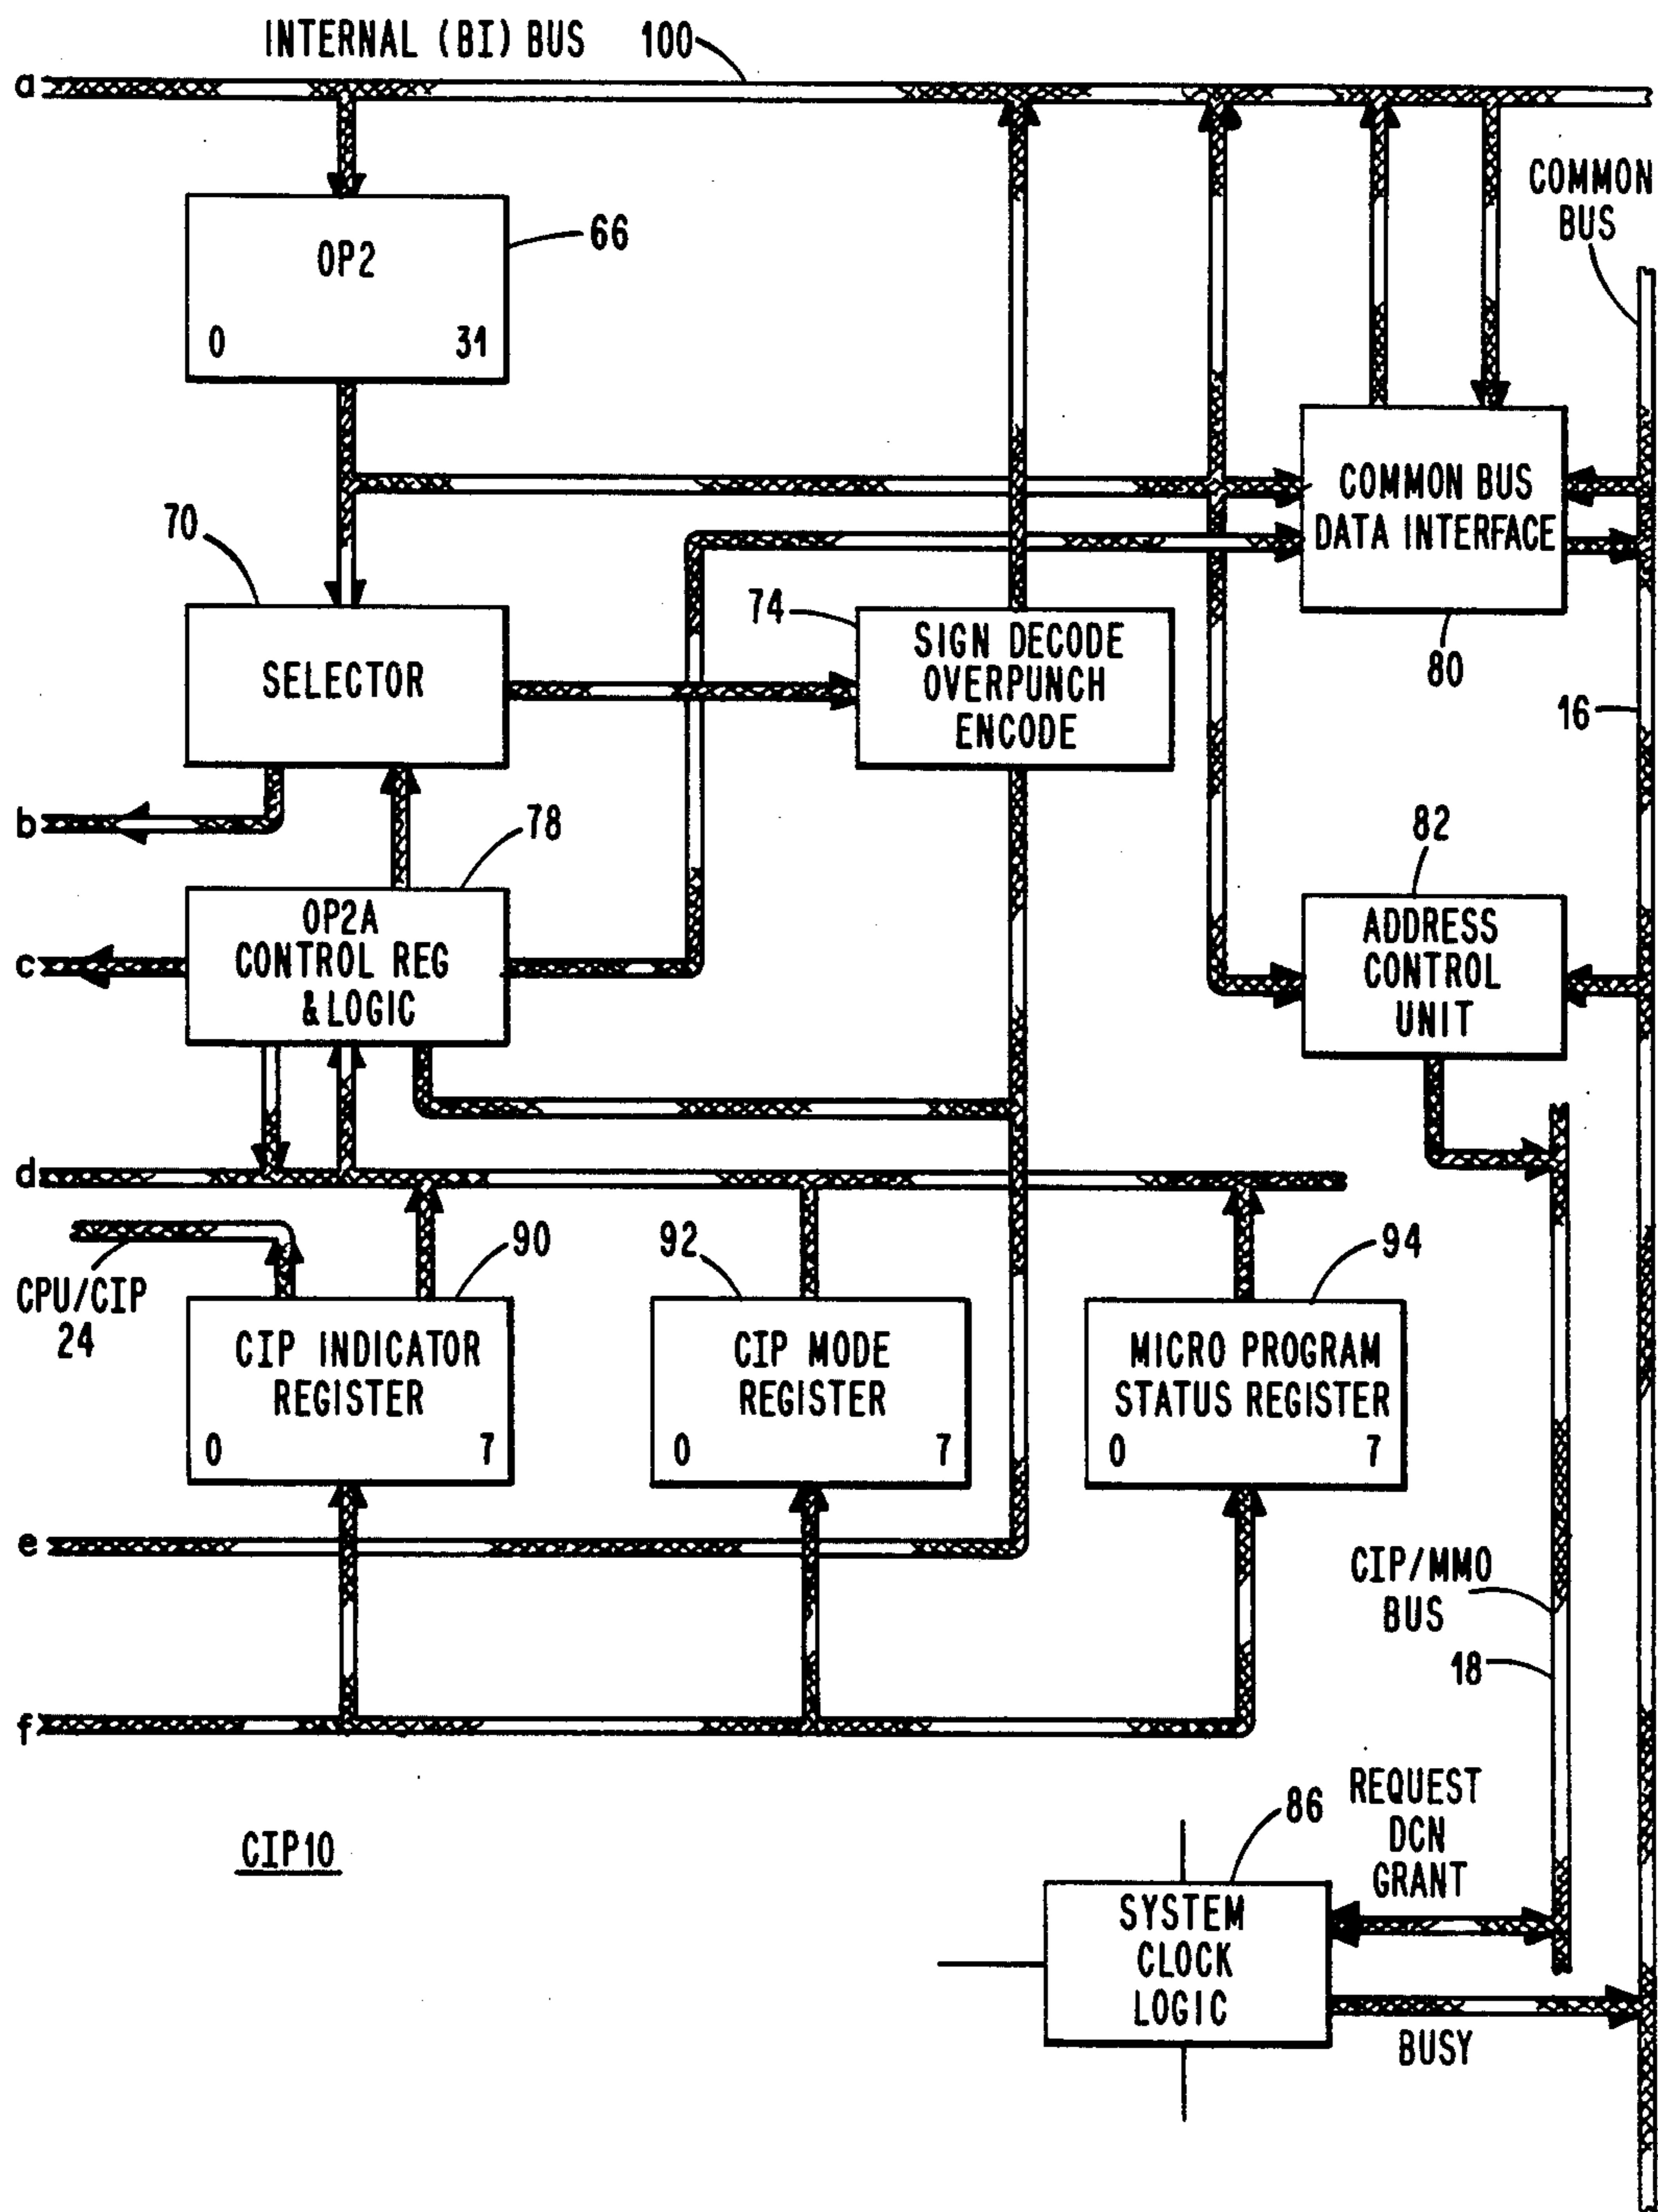 INTERNAL (BI) BUS 100
a
COMMON
BUS
OP2
0 31
66
COMMON BUS
DATA INTERFACE
80
70
SELECTOR
74
SIGN DECODE
OVERPUNCH
ENCODE
16
b
78
82
OP2A
CONTROL REG
& LOGIC
c
ADDRESS
CONTROL
UNIT
d
CPU/CIP
24
90
CIP INDICATOR
REGISTER
0 7
92
CIP MODE
REGISTER
0 7
94
MICRO PROGRAM
STATUS REGISTER
0 7
e
CIP/MMO
BUS
18
f
CIP10
86
REQUEST
DCN
GRANT
SYSTEM
CLOCK
LOGIC
BUSY